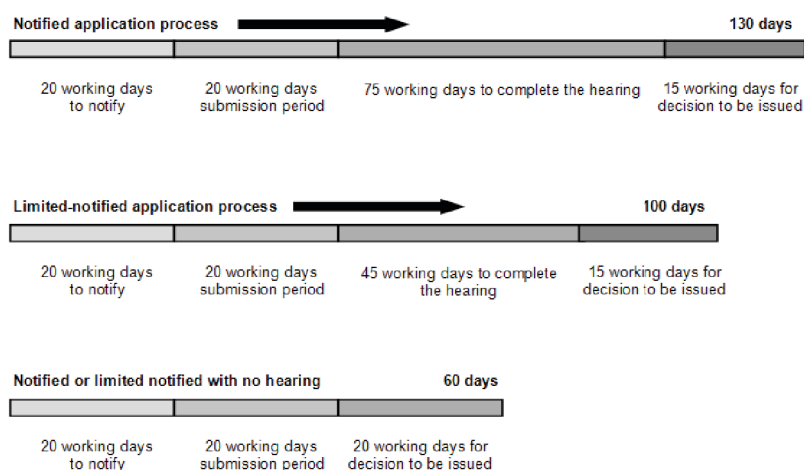 Notified application process 130 days
20 working days 20 working days 75 working days to complete the hearing 15 working days for
to notify submission period decision to be issued
Limited-notified application process 100 days
20 working days 20 working days 45 working days to complete 15 working days for
to notify submission period the hearing decision to be issued
Notified or limited notified with no hearing 60 days
20 working days 20 working days 20 working days for
to notify submission period decision to be issued